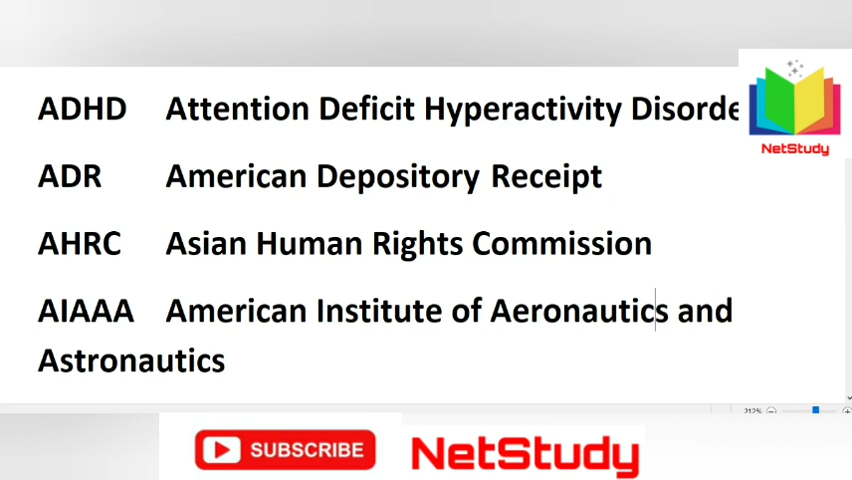 ADHD Attention Deficit Hyperactivity
NetStudy
ADR American Depository Receipt
AHRC Asian Human Rights Commission
AIAAA American Institute of Aeronautics and
Astronautics
212%
SUBSCRIBE NetStudy